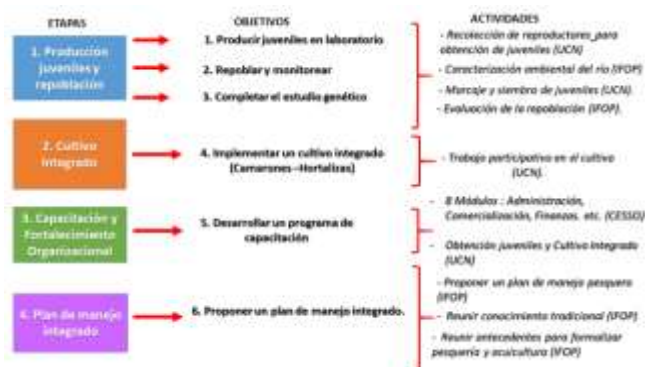 ETAPAS
OBJETIVOS
ACTIVIDADES
1. Producción
juveniles y
repoblación
1. Producir juveniles en laboratorio
2. Repoblar y monitorear
3. Completar el estudio genético
- Recolección de reproductores para
obtención de juveniles (UCN)
- Caracterización ambiental del río (IFOP)
- Marcaje y siembra de juveniles (UCN)
- Evaluación de la repoblación (IFOP).
2. Cultivo
integrado
4. Implementar un cultivo integrado
(Camarones--Hortalizas)
- Trabajo participativo en el cultivo
(UCN).
3. Capacitación y
Fortalecimiento
Organizacional
5. Desarrollar un programa de
capacitación
- 8 Módulos : Administración,
Comercialización, Finanzas. etc. (CESSO)
- Obtención juveniles y Cultivo Integrado
(UCN)
4. Plan de manejo
integrado
6. Proponer un plan de manejo integrado.
- Proponer un plan de manejo pesquero
(IFOP)
- Reunir conocimiento tradicional (IFOP)
- Reunir antecedentes para formalizar
pesquería y acuicultura (IFOP)